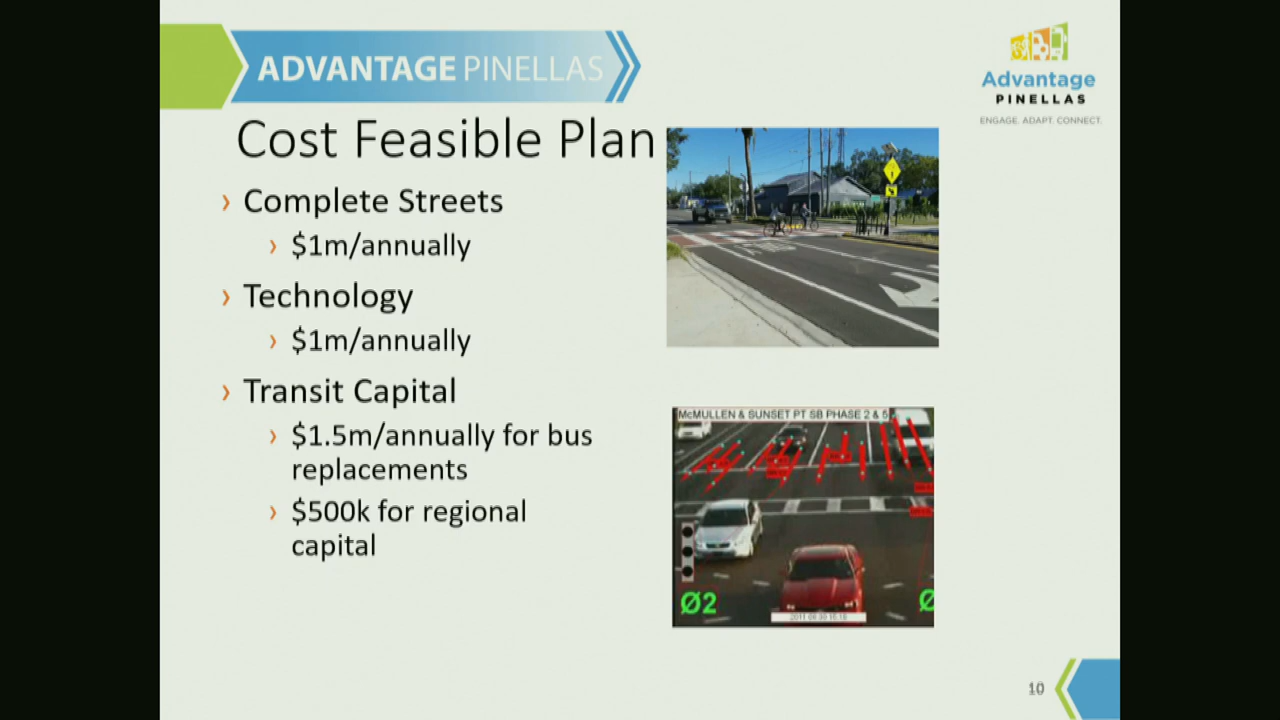 ADVANTAGE PINELLAS
Advantage
PINELLAS
ENGAGE. ADAPT. CONNECT.
Cost Feasible Plan
› Complete Streets
› $1m/annually
› Technology
› $1m/annually
› Transit Capital
› $1.5m/annually for bus
replacements
› $500k for regional
capital
McMULLEN & SUNSET PT SB PHASE 2 & 5
Ø2
Ø
10